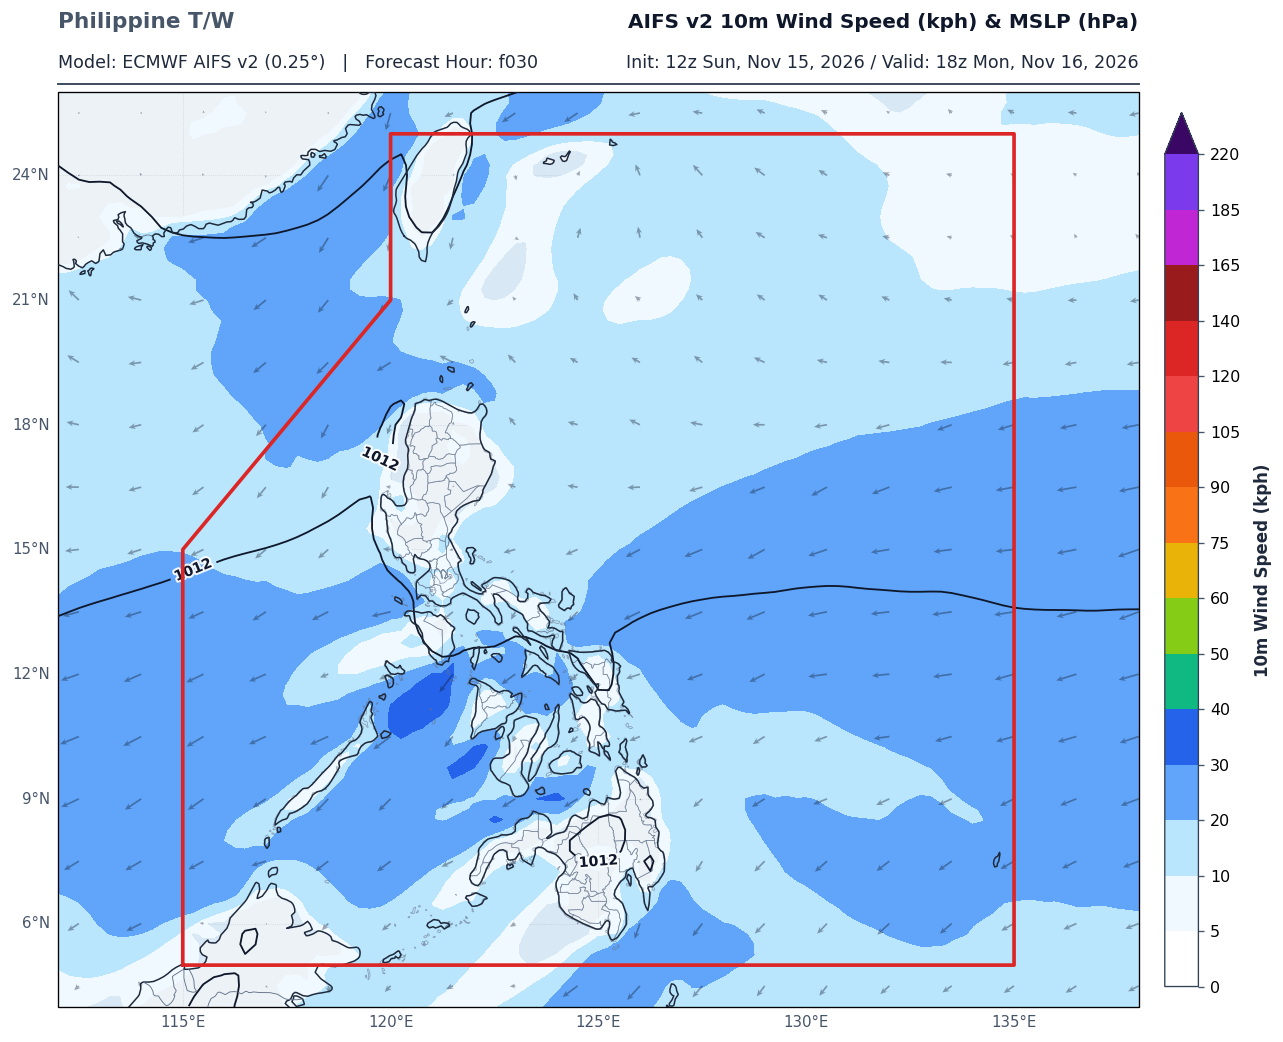 Philippine T/W
AIFS v2 10m Wind Speed (kph) & MSLP (hPa)
Model: ECMWF AIFS v2 (0.25°) | Forecast Hour: f030
Init: 12z Sun, Nov 15, 2026 / Valid: 18z Mon, Nov 16, 2026
24°N
21°N
18°N
15°N
12°N
9°N
6°N
1012
1012
1012
115°E
120°E
125°E
130°E
135°E
220
185
165
140
120
105
90
75
60
50
40
30
20
10
5
0
10m Wind Speed (kph)